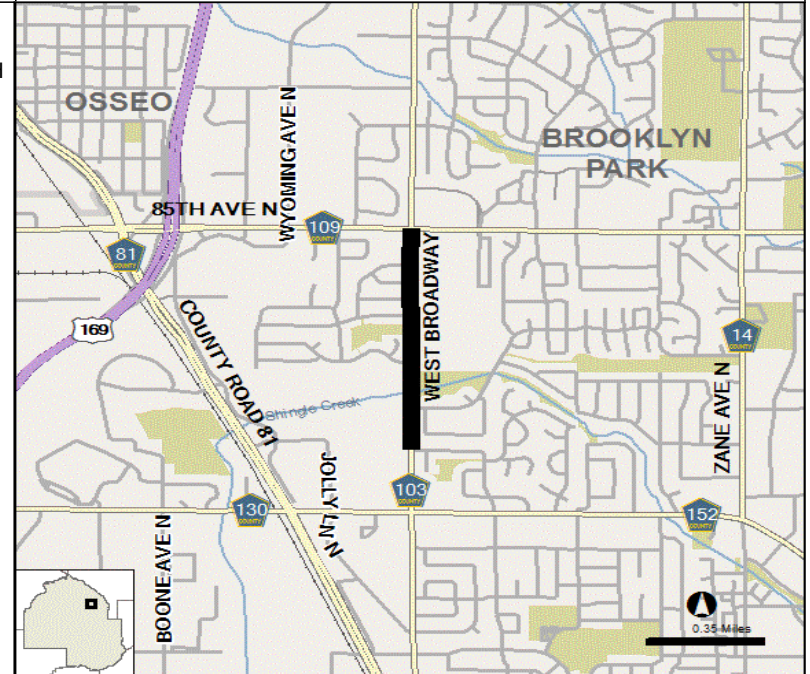 OSSEO
WYOMING AVE N
BROOKLYN
PARK
85TH AVE N
109
COUNTY
81
COUNTY
169
COUNTY ROAD 81
WEST BROADWAY
14
COUNTY
ZANE AVE N
Shingle Creek
JOLLY LN N
103
COUNTY
130
COUNTY
152
COUNTY
BOONE AVE N
0.35 Miles